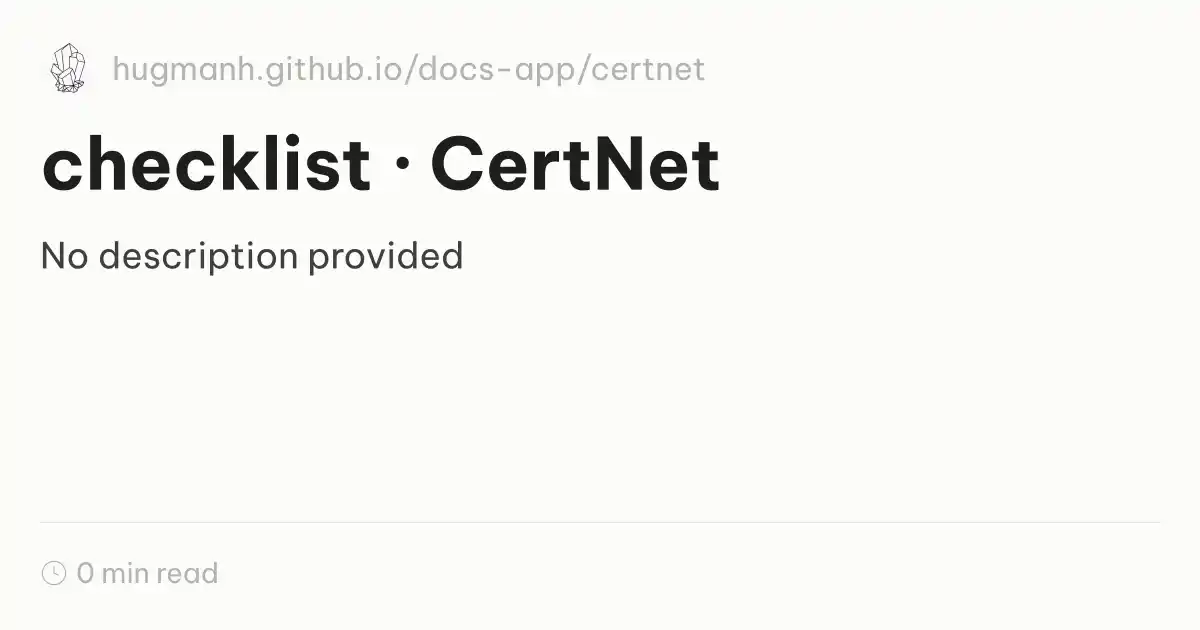 hugmanh.github.io/docs-app/certnet
checklist · CertNet
No description provided
0 min read